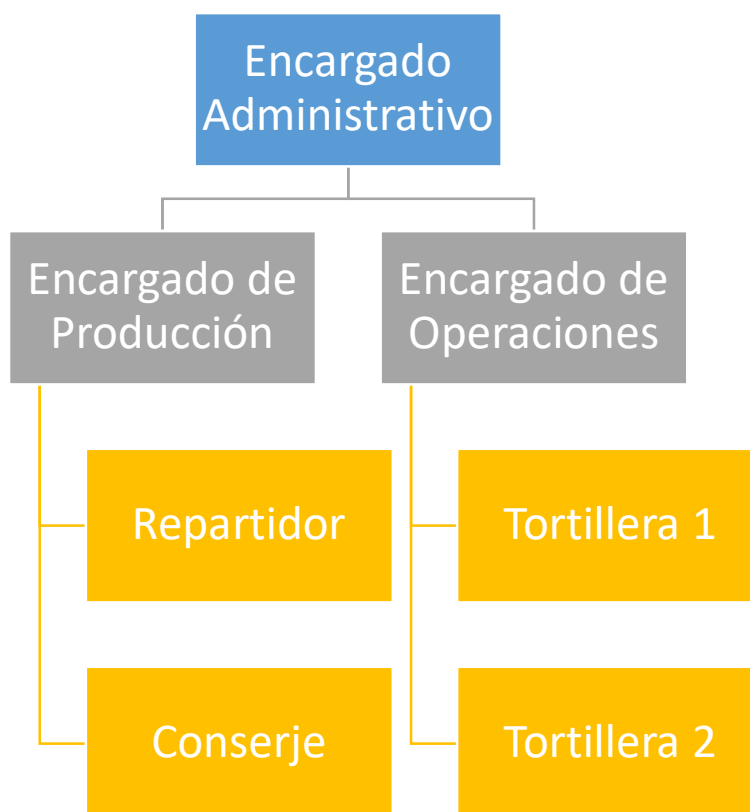 Encargado
Administrativo
Encargado de
Producción
Encargado de
Operaciones
Repartidor
Tortillera 1
Conserje
Tortillera 2